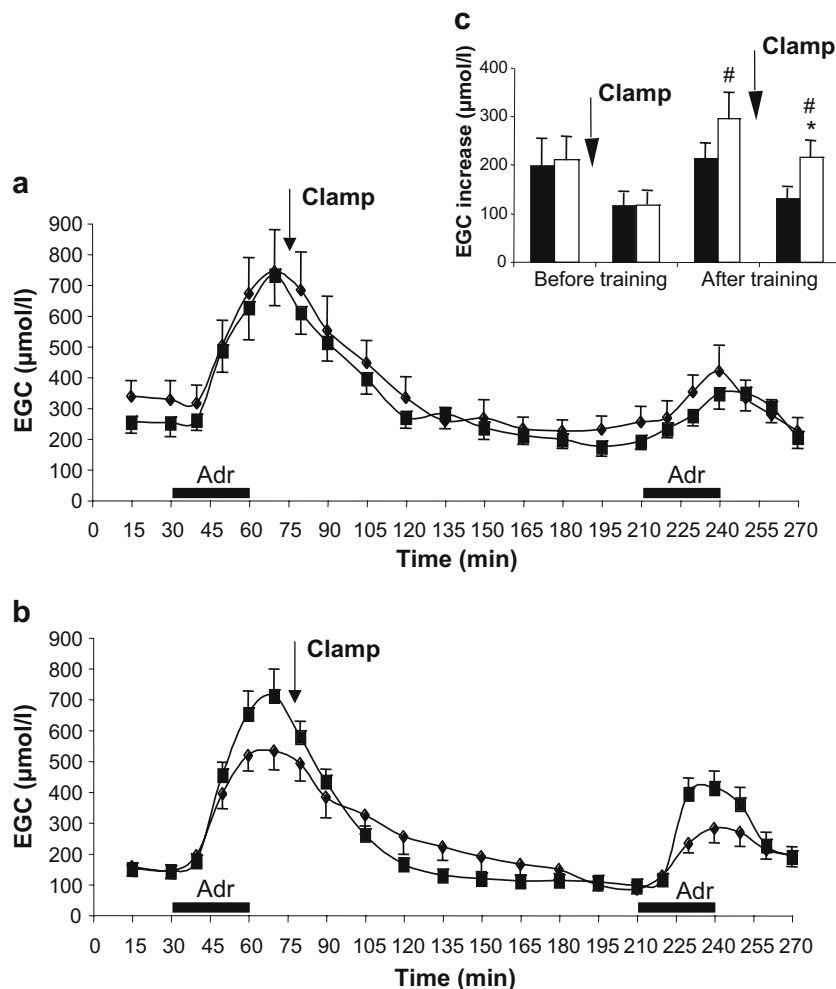 c
Clamp
EGC increase (µmol/l)
400
300
200
100
0
Clamp
#
#
*
Before training
After training
a
EGC (µmol/l)
900
800
700
600
500
400
300
200
100
0
Clamp
Adr
Adr
0 15 30 45 60 75 90 105 120 135 150 165 180 195 210 225 240 255 270
Time (min)
b
EGC (µmol/l)
900
800
700
600
500
400
300
200
100
0
Clamp
Adr
Adr
0 15 30 45 60 75 90 105 120 135 150 165 180 195 210 225 240 255 270
Time (min)